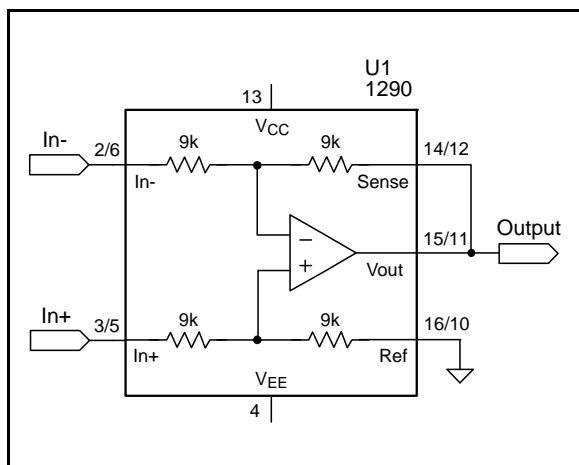 U1
1290
13
VCC
In-
2/6
9k
9k
14/12
In-
Sense
Output
15/11
Vout
In+
3/5
9k
9k
16/10
In+
Ref
VEE
4